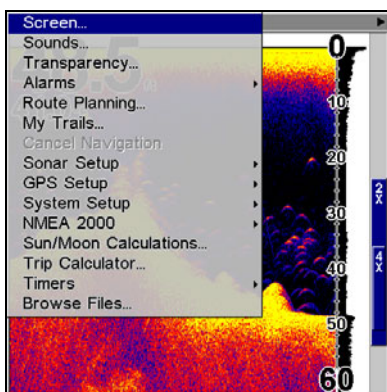 Screen...
Sounds...
Transparency...
Alarms
Route Planning...
My Trails...
Cancel Navigation
Sonar Setup
GPS Setup
System Setup
NMEA 2000
Sun/Moon Calculations...
Trip Calculator...
Timers
Browse Files...
0
10
20
30
40
50
60
2X
4X